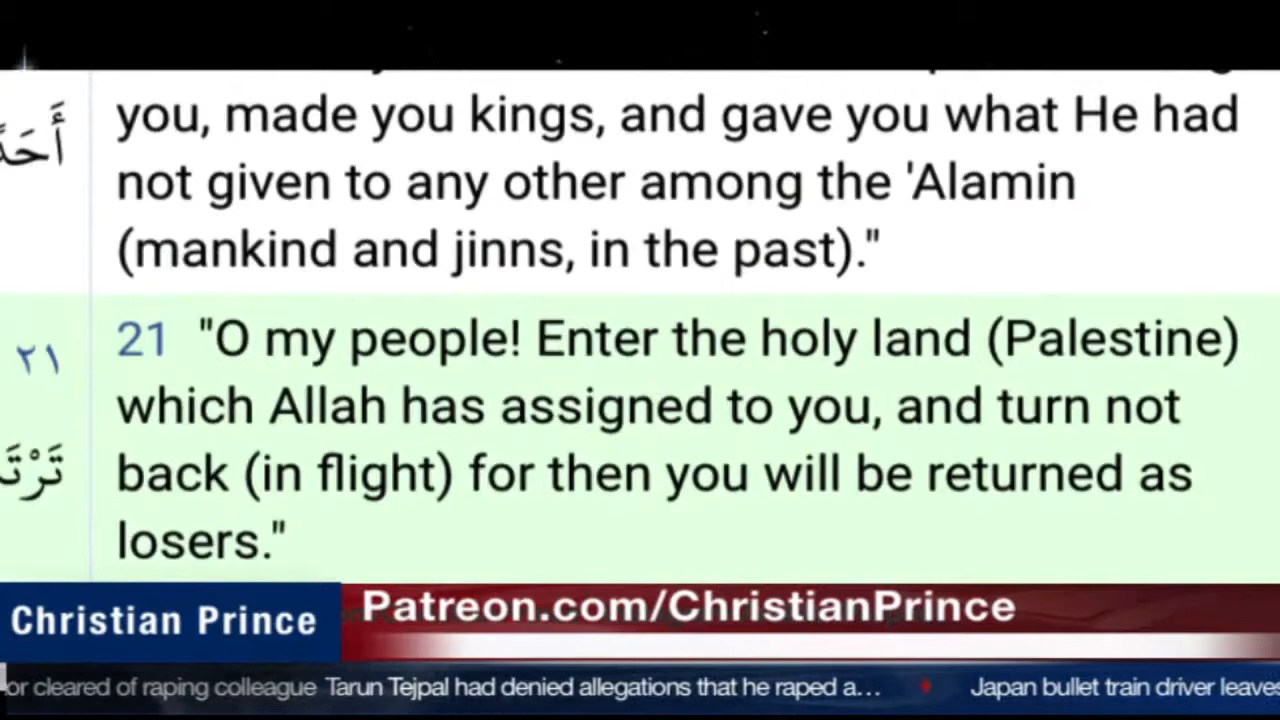 you, made you kings, and gave you what He had
not given to any other among the 'Alamin
(mankind and jinns, in the past)."
٢١
21 "O my people! Enter the holy land (Palestine)
which Allah has assigned to you, and turn not
back (in flight) for then you will be returned as
losers."
Christian Prince
Patreon.com/ChristianPrince
or cleared of raping colleague Tarun Tejpal had denied allegations that he raped a... Japan bullet train driver leaves